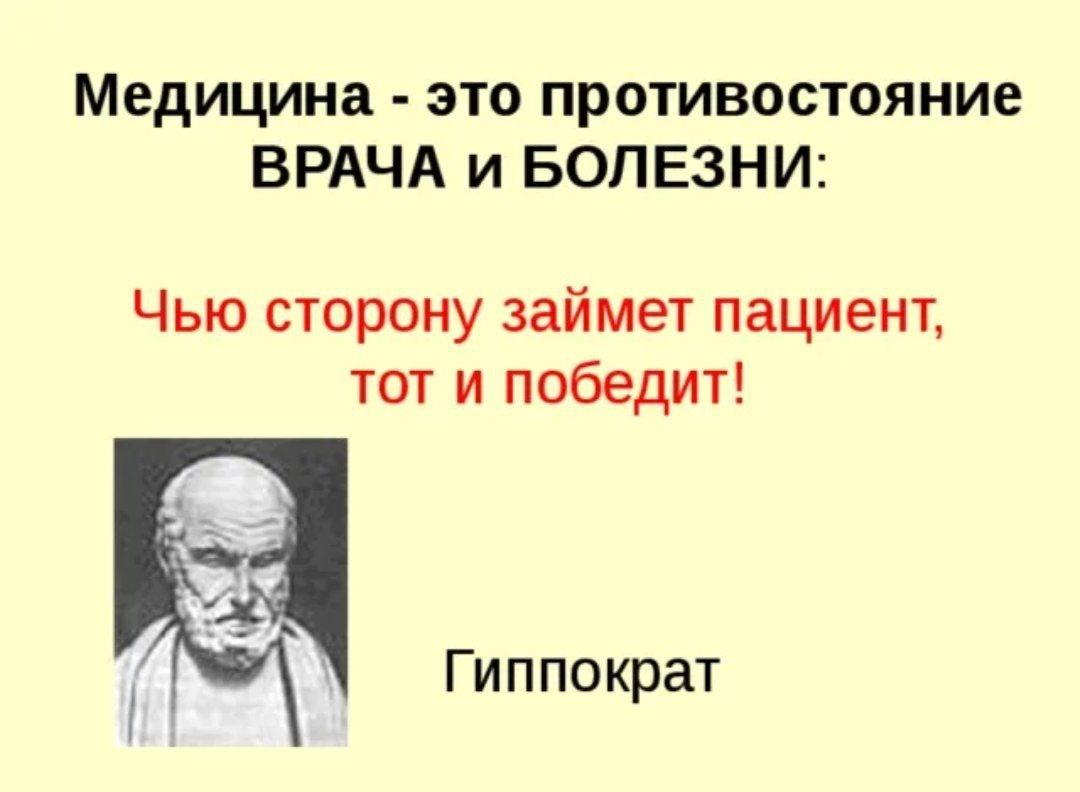 Медицина - это противостояние
ВРАЧА и БОЛЕЗНИ:
Чью сторону займет пациент,
тот и победит!
Гиппократ